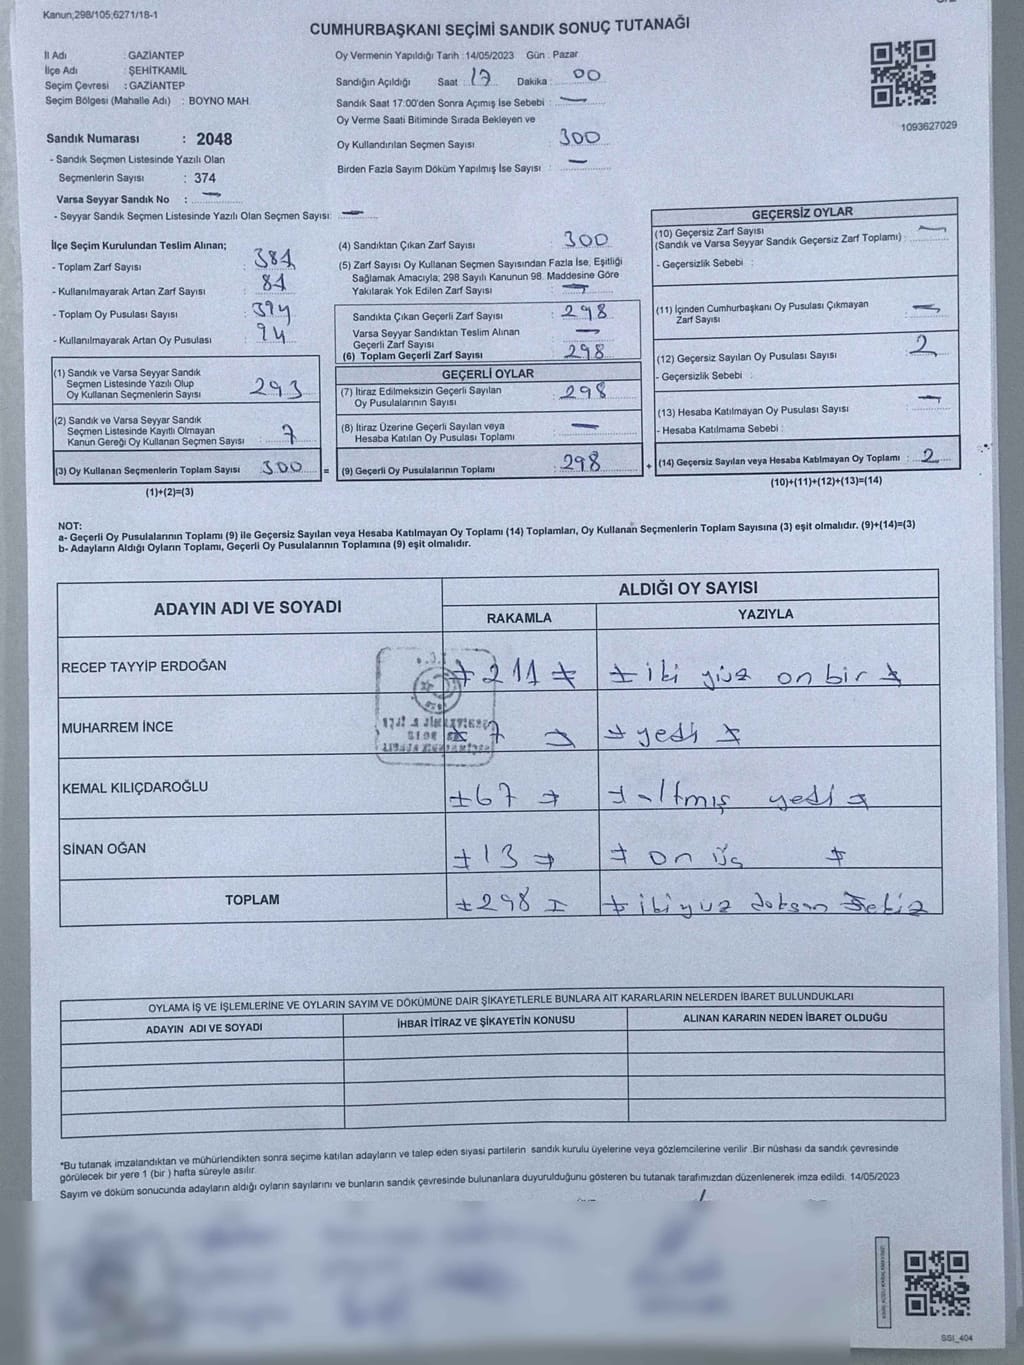 Kanun;298/105;6271/18-1
CUMHURBAŞKANI SEÇİMİ SANDIK SONUÇ TUTANAĞI
İl Adı : GAZİANTEP
İlçe Adı : ŞEHİTKAMİL
Seçim Çevresi : GAZİANTEP
Seçim Bölgesi (Mahalle Adı) : BOYNO MAH.
Oy Vermenin Yapıldığı Tarih : 14/05/2023 Gün : Pazar
Sandığın Açıldığı Saat : 17 Dakika : 00
Sandık Saat 17:00'den Sonra Açımış İse Sebebi : —
Oy Verme Saati Bitiminde Sırada Bekleyen ve
Oy Kullandırılan Seçmen Sayısı : 300
Birden Fazla Sayım Döküm Yapılmış İse Sayısı : —
1093627029
Sandık Numarası : 2048
- Sandık Seçmen Listesinde Yazılı Olan
Seçmenlerin Sayısı : 374
Varsa Seyyar Sandık No : —
- Seyyar Sandık Seçmen Listesinde Yazılı Olan Seçmen Sayısı: —
İlçe Seçim Kurulundan Teslim Alınan;
- Toplam Zarf Sayısı : 381
- Kullanılmayarak Artan Zarf Sayısı : 81
- Toplam Oy Pusulası Sayısı : 394
- Kullanılmayarak Artan Oy Pusulası : 94
(1) Sandık ve Varsa Seyyar Sandık
Seçmen Listesinde Yazılı Olup
Oy Kullanan Seçmenlerin Sayısı : 293
(2) Sandık ve Varsa Seyyar Sandık
Seçmen Listesinde Kayıtlı Olmayan
Kanun Gereği Oy Kullanan Seçmen Sayısı : 7
(3) Oy Kullanan Seçmenlerin Toplam Sayısı : 300 =
(1)+(2)=(3)
(4) Sandıktan Çıkan Zarf Sayısı : 300
(5) Zarf Sayısı Oy Kullanan Seçmen Sayısından Fazla İse, Eşitliği
Sağlamak Amacıyla; 298 Sayılı Kanunun 98. Maddesine Göre
Yakılarak Yok Edilen Zarf Sayısı : —
Sandıkta Çıkan Geçerli Zarf Sayısı : 298
Varsa Seyyar Sandıktan Teslim Alınan
Geçerli Zarf Sayısı : —
(6) Toplam Geçerli Zarf Sayısı : 298
GEÇERLİ OYLAR
(7) İtiraz Edilmeksizin Geçerli Sayılan
Oy Pusulalarının Sayısı : 298
(8) İtiraz Üzerine Geçerli Sayılan veya
Hesaba Katılan Oy Pusulası Toplamı : —
(9) Geçerli Oy Pusulalarının Toplamı : 298 +
GEÇERSİZ OYLAR
(10) Geçersiz Zarf Sayısı
(Sandık ve Varsa Seyyar Sandık Geçersiz Zarf Toplamı) : —
- Geçersizlik Sebebi :
(11) İçinden Cumhurbaşkanı Oy Pusulası Çıkmayan
Zarf Sayısı : —
(12) Geçersiz Sayılan Oy Pusulası Sayısı : 2
- Geçersizlik Sebebi :
(13) Hesaba Katılmayan Oy Pusulası Sayısı : —
- Hesaba Katılmama Sebebi :
(14) Geçersiz Sayılan veya Hesaba Katılmayan Oy Toplamı : 2
(10)+(11)+(12)+(13)=(14)
NOT:
a- Geçerli Oy Pusulalarının Toplamı (9) ile Geçersiz Sayılan veya Hesaba Katılmayan Oy Toplamı (14) Toplamları, Oy Kullanan Seçmenlerin Toplam Sayısına (3) eşit olmalıdır. (9)+(14)=(3)
b- Adayların Aldığı Oyların Toplamı, Geçerli Oy Pusulalarının Toplamına (9) eşit olmalıdır.
ADAYIN ADI VE SOYADI
ALDIĞI OY SAYISI
RAKAMLA YAZIYLA
RECEP TAYYİP ERDOĞAN 211 iki yüz on bir
MUHARREM İNCE 7 yedi
KEMAL KILIÇDAROĞLU 67 altmış yedi
SİNAN OĞAN 13 on üç
TOPLAM 298 ikiyüz doksan sekiz
OYLAMA İŞ VE İŞLEMLERİNE VE OYLARIN SAYIM VE DÖKÜMÜNE DAİR ŞİKAYETLERLE BUNLARA AİT KARARLARIN NELERDEN İBARET BULUNDUKLARI
ADAYIN ADI VE SOYADI İHBAR İTİRAZ VE ŞİKAYETİN KONUSU ALINAN KARARIN NEDEN İBARET OLDUĞU
*Bu tutanak imzalandıktan ve mühürlendikten sonra seçime katılan adayların ve talep eden siyasi partilerin sandık kurulu üyelerine veya gözlemcilerine verilir. Bir nüshası da sandık çevresinde
görülecek bir yere 1 (bir ) hafta süreyle asılır.
Sayım ve döküm sonucunda adayların aldığı oyların sayılarını ve bunların sandık çevresinde bulunanlara duyurulduğunu gösteren bu tutanak tarafımızdan düzenlenerek imza edildi. 14/05/2023
SSI_404